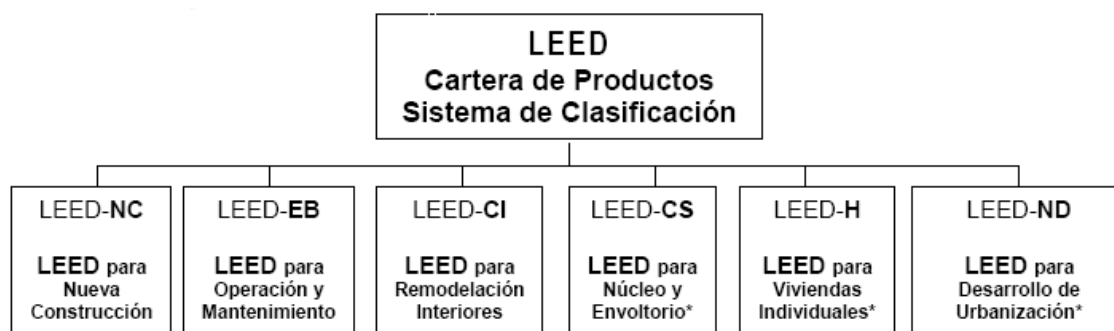 LEED
Cartera de Productos
Sistema de Clasificación
LEED-NC
LEED para
Nueva
Construcción
LEED-EB
LEED para
Operación y
Mantenimiento
LEED-CI
LEED para
Remodelación
Interiores
LEED-CS
LEED para
Núcleo y
Envoltorio*
LEED-H
LEED para
Viviendas
Individuales*
LEED-ND
LEED para
Desarrollo de
Urbanización*